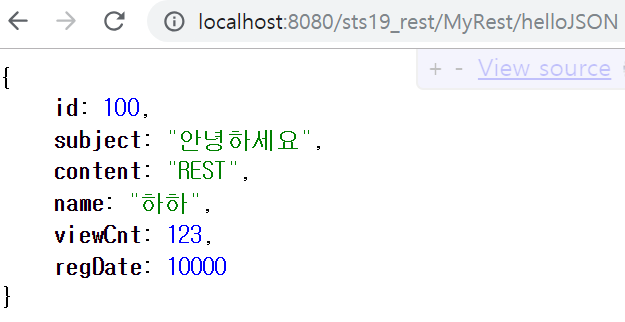 localhost:8080/sts19_rest/MyRest/helloJSON
+ - View source
{
id: 100,
subject: "안녕하세요",
content: "REST",
name: "하하",
viewCnt: 123,
regDate: 10000
}